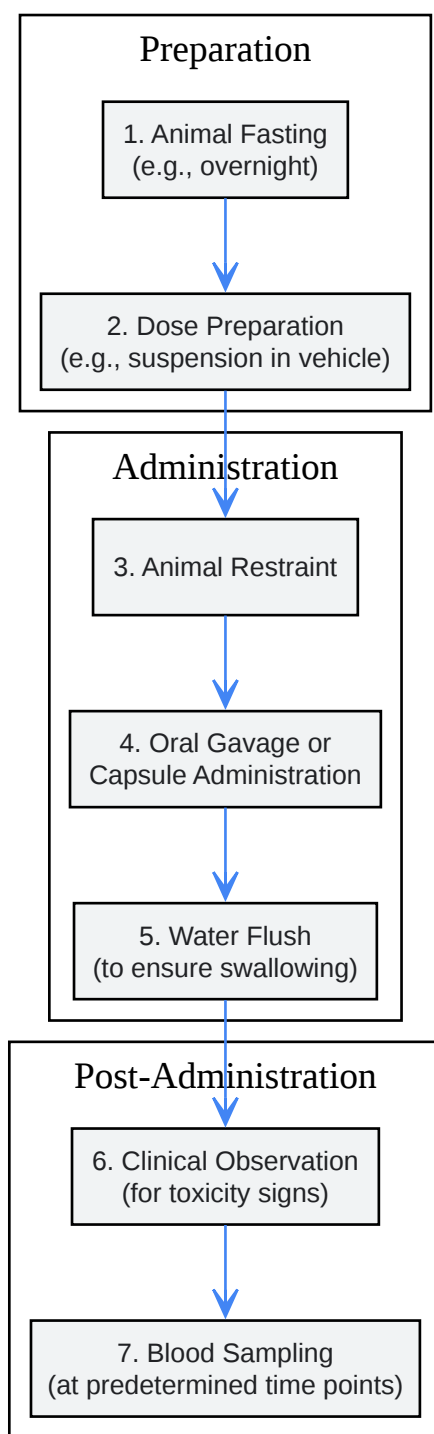 Preparation
1. Animal Fasting
(e.g., overnight)
2. Dose Preparation
(e.g., suspension in vehicle)
Administration
3. Animal Restraint
4. Oral Gavage or
Capsule Administration
5. Water Flush
(to ensure swallowing)
Post-Administration
6. Clinical Observation
(for toxicity signs)
7. Blood Sampling
(at predetermined time points)